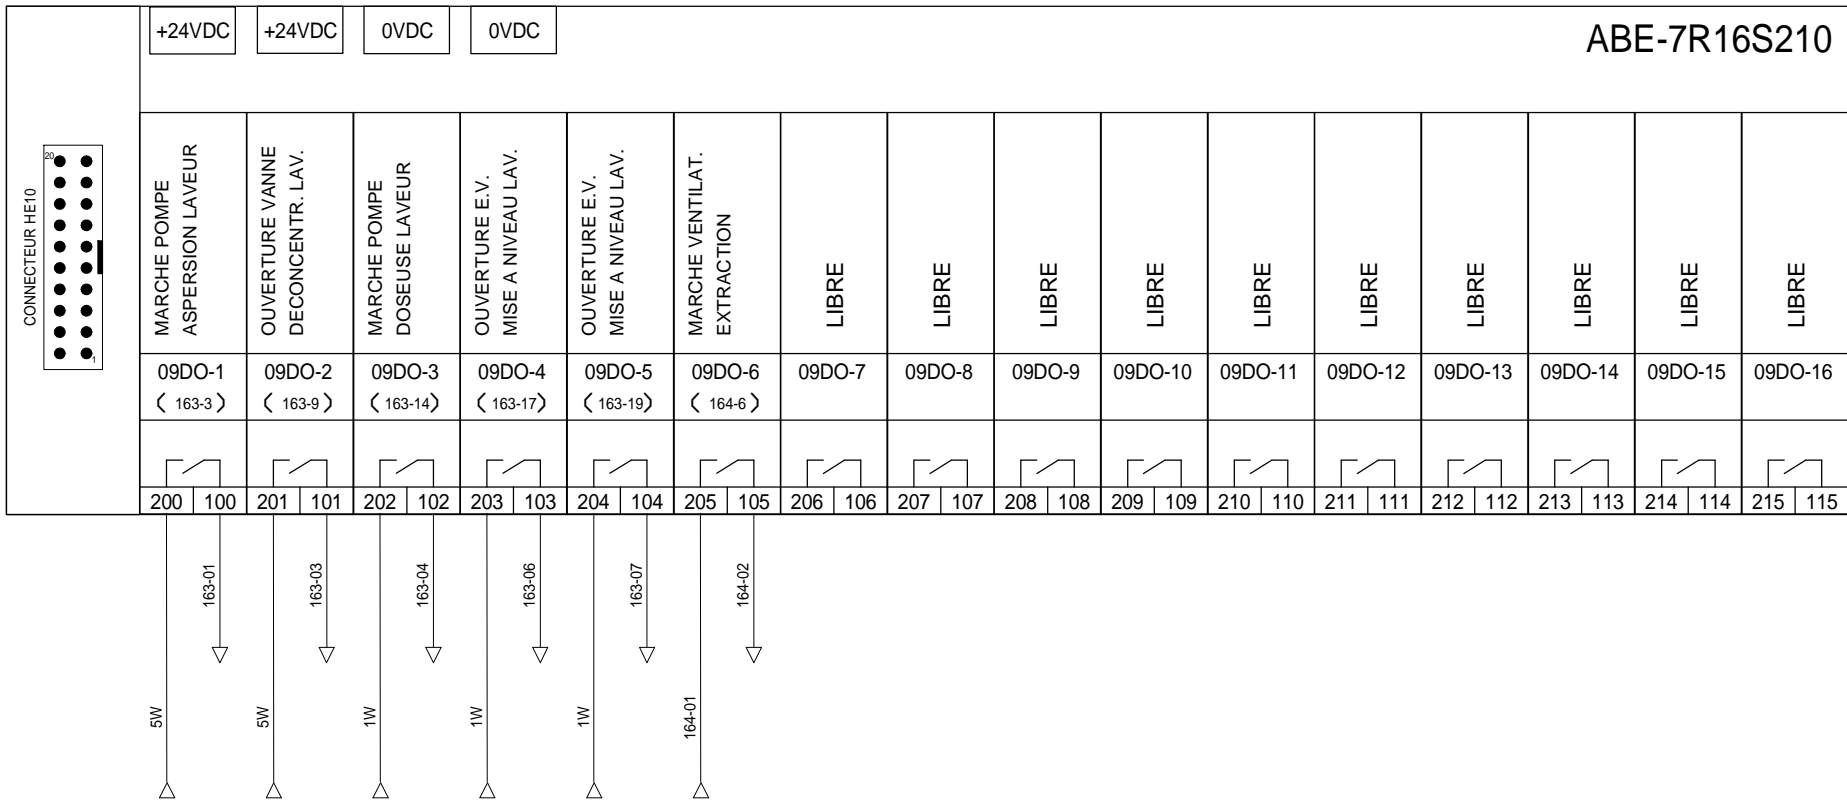 +24VDC
+24VDC
0VDC
0VDC
ABE-7R16S210
CONNECTEUR HE10
20
1
MARCHE POMPE
ASPERSION LAVEUR
OUVERTURE VANNE
DECONCENTR. LAV.
MARCHE POMPE
DOSEUSE LAVEUR
OUVERTURE E.V.
MISE A NIVEAU LAV.
OUVERTURE E.V.
MISE A NIVEAU LAV.
MARCHE VENTILAT.
EXTRACTION
LIBRE
LIBRE
LIBRE
LIBRE
LIBRE
LIBRE
LIBRE
LIBRE
LIBRE
LIBRE
09DO-1
09DO-2
09DO-3
09DO-4
09DO-5
09DO-6
09DO-7
09DO-8
09DO-9
09DO-10
09DO-11
09DO-12
09DO-13
09DO-14
09DO-15
09DO-16
( 163-3 )
( 163-9 )
( 163-14 )
( 163-17 )
( 163-19 )
( 164-6 )
200 100
201 101
202 102
203 103
204 104
205 105
206 106
207 107
208 108
209 109
210 110
211 111
212 112
213 113
214 114
215 115
163-01
163-03
163-04
163-06
163-07
164-02
5W
5W
1W
1W
1W
164-01